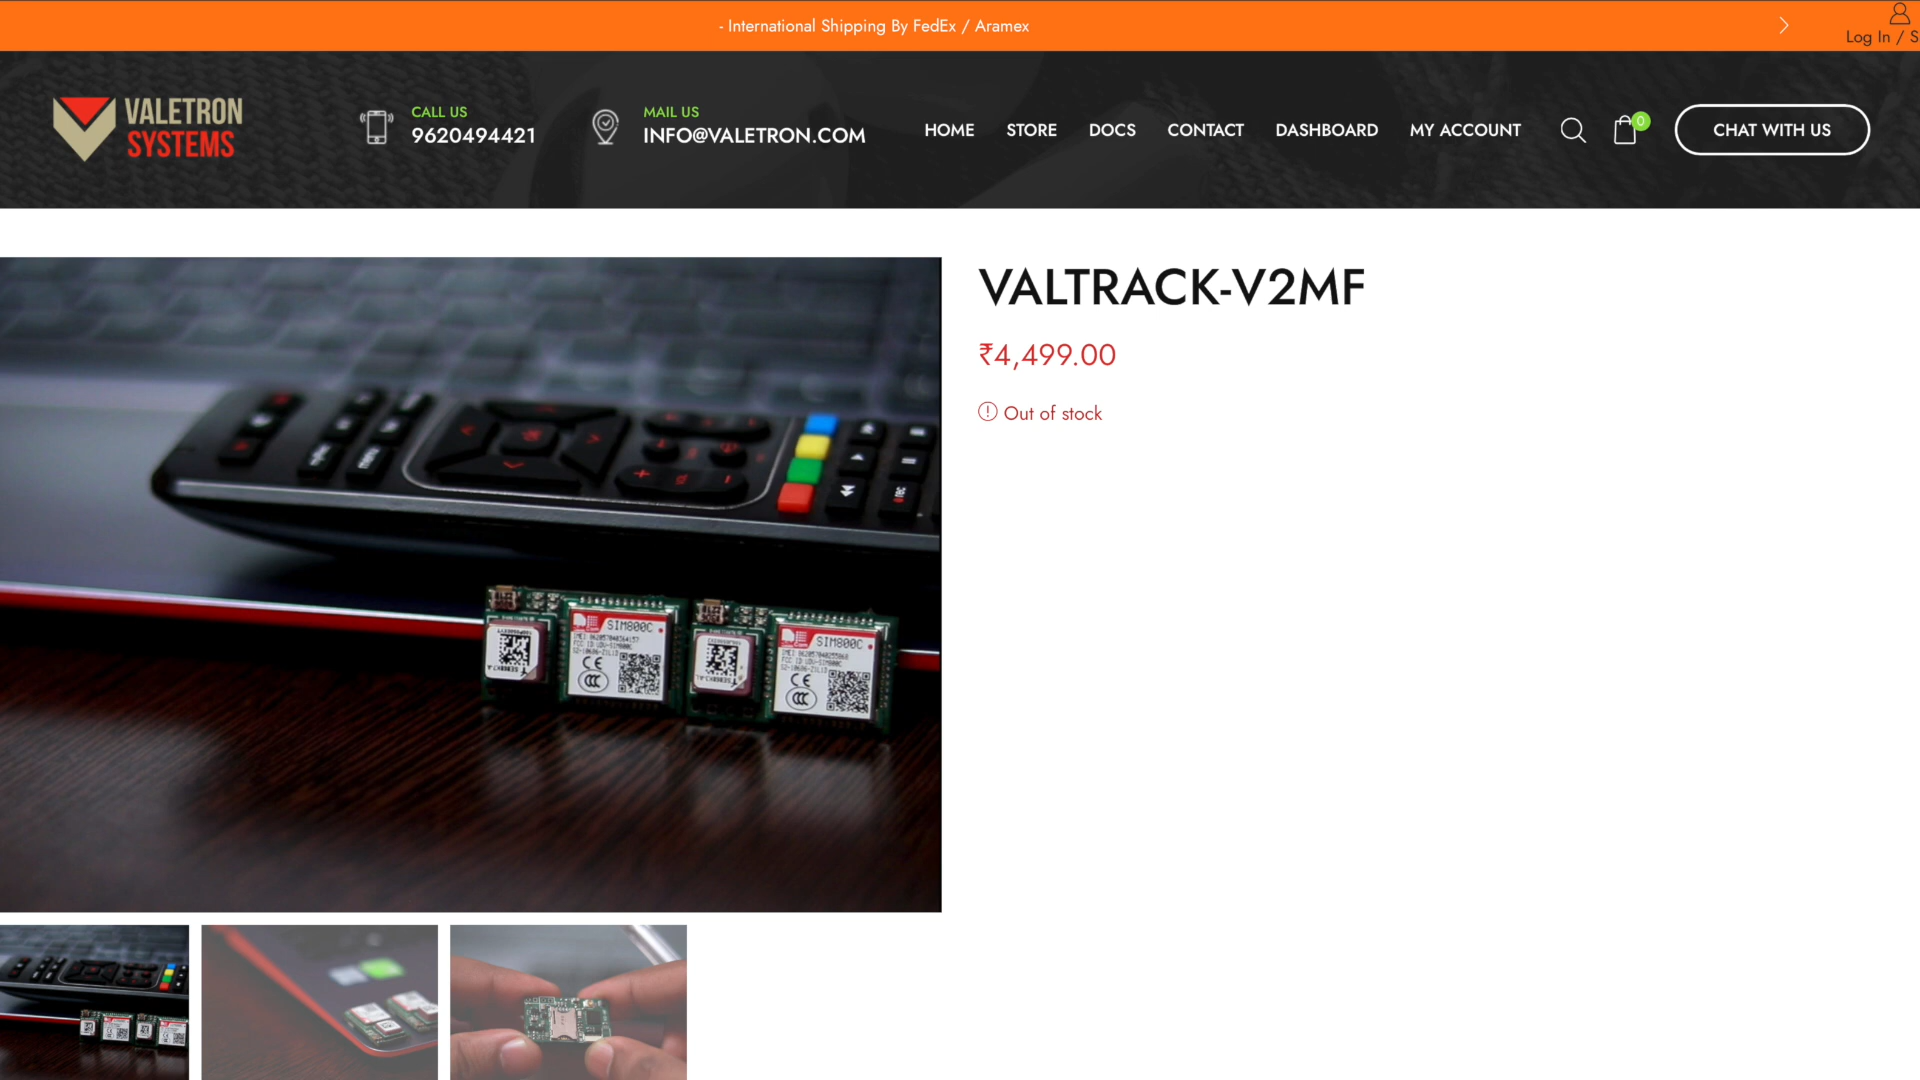 - International Shipping By FedEx / Aramex
Log In / S
VALETRON
SYSTEMS
CALL US
9620494421
MAIL US
INFO@VALETRON.COM
HOME
STORE
DOCS
CONTACT
DASHBOARD
MY ACCOUNT
0
CHAT WITH US
VALTRACK-V2MF
₹4,499.00
Out of stock
menu
rec
SIM800C
SIM800C